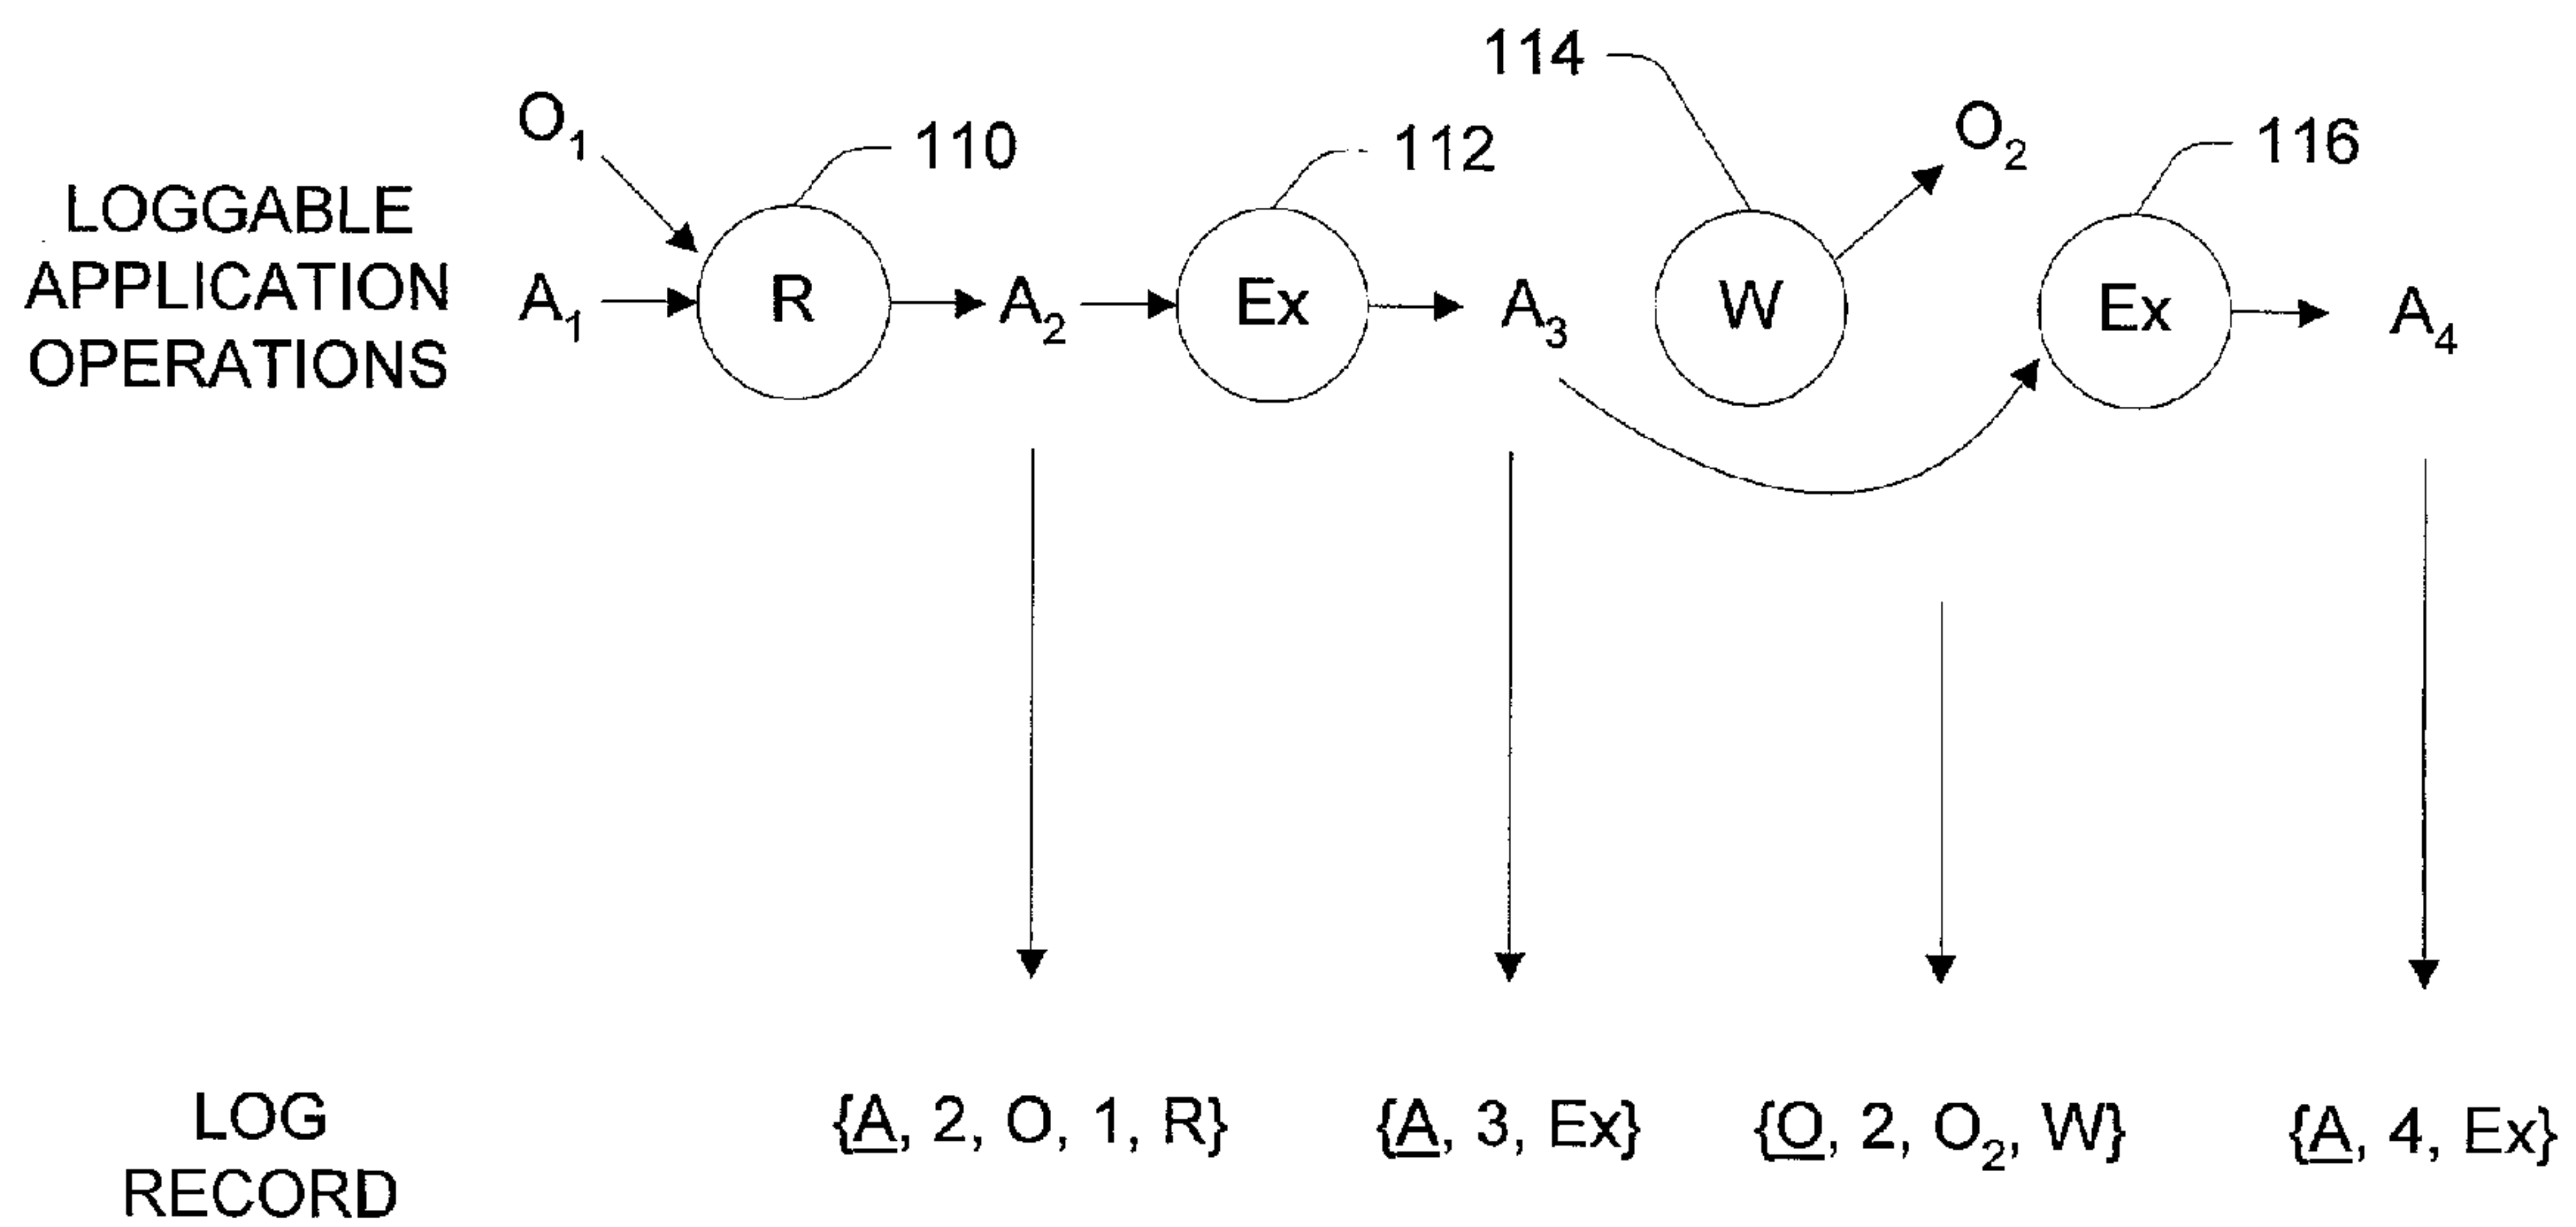 114
O₁
110
112
O₂
116
LOGGABLE
APPLICATION
OPERATIONS
A₁
R
A₂
Ex
A₃
W
Ex
A₄
LOG
RECORD
{A, 2, O, 1, R}
{A, 3, Ex}
{O, 2, O₂, W}
{A, 4, Ex}